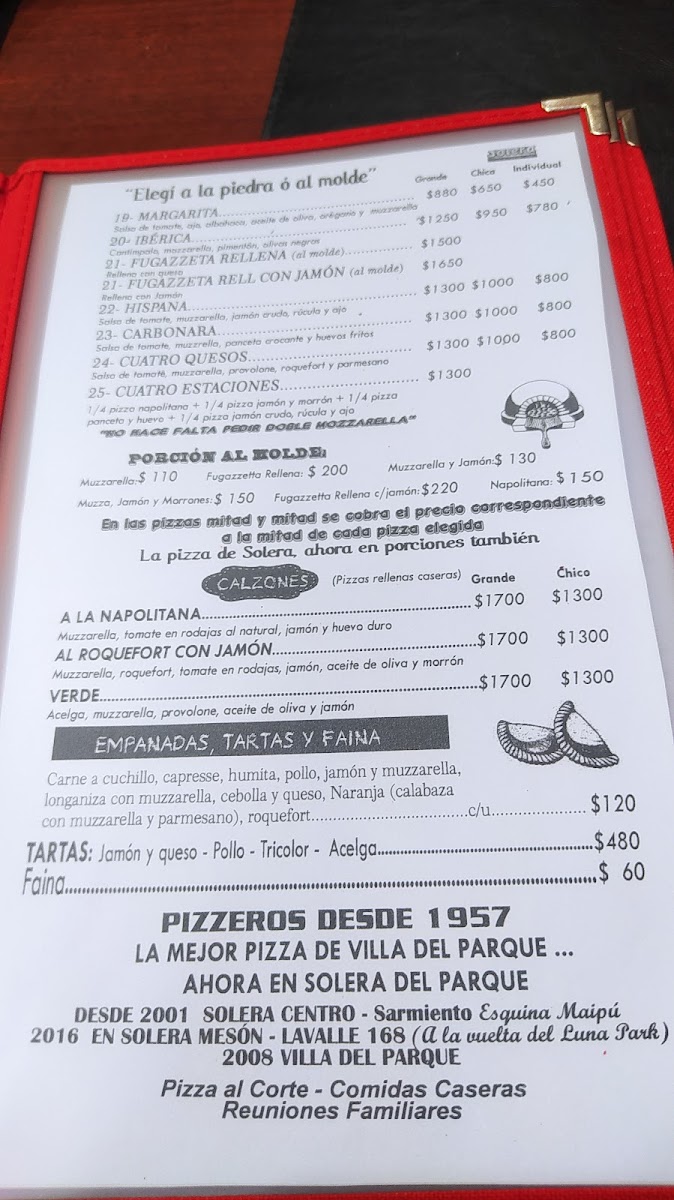 SOLERA
"Elegí a la piedra ó al molde" Grande Chica Individual
19- MARGARITA................ $880 $650 $450
Salsa de tomate, ajo, albahaca, aceite de oliva, orégano y muzzarella
20- IBÉRICA................ $1250 $950 $780
Cantimpalo, mozzarella, pimentón, olivas negras
21- FUGAZZETA RELLENA (al molde)................ $1500
Rellena con queso
21- FUGAZZETA RELL CON JAMÓN (al molde) $1650
Rellena con Jamón
22- HISPANA................ $1300 $1000 $800
Salsa de tomate, muzzarella, jamón crudo, rúcula y ajo
23- CARBONARA................ $1300 $1000 $800
Salsa de tomate, muzzrella, panceta crocante y huevos fritos
24- CUATRO QUESOS................ $1300 $1000 $800
Salsa de tomaté, muzzarella, provolone, roquefort y parmesano
25- CUATRO ESTACIONES................ $1300
1/4 pizza napolitana + 1/4 pizza jamón y morrón + 1/4 pizza
panceta y huevo + 1/4 pizza jamón crudo, rúcula y ajo
"NO HACE FALTA PEDIR DOBLE MOZZARELLA"
PORCIÓN AL MOLDE:
Muzzarella:$ 110 Fugazzetta Rellena: $ 200 Muzzarella y Jamón:$ 130
Muzza, Jamón y Morrones: $ 150 Fugazzetta Rellena c/jamón: $220 Napolitana: $ 150
En las pizzas mitad y mitad se cobra el precio correspondiente
a la mitad de cada pizza elegida
La pizza de Solera, ahora en porciones también
CALZONES (Pizzas rellenas caseras) Grande Chico
A LA NAPOLITANA................ $1700 $1300
Muzzarella, tomate en rodajas al natural, jamón y huevo duro
AL ROQUEFORT CON JAMÓN................ $1700 $1300
Muzzarella, roquefort, tomate en rodajas, jamón, aceite de oliva y morrón
VERDE................ $1700 $1300
Acelga, muzzarella, provolone, aceite de oliva y jamón
EMPANADAS, TARTAS Y FAINA
Carne a cuchillo, capresse, humita, pollo, jamón y muzzarella,
longaniza con muzzarella, cebolla y queso, Naranja (calabaza
con muzzarella y parmesano), roquefort................c/u................ $120
TARTAS: Jamón y queso - Pollo - Tricolor - Acelga................$480
Faina................$ 60
PIZZEROS DESDE 1957
LA MEJOR PIZZA DE VILLA DEL PARQUE ...
AHORA EN SOLERA DEL PARQUE
DESDE 2001 SOLERA CENTRO - Sarmiento Esquina Maipú
2016 EN SOLERA MESÓN - LAVALLE 168 (A la vuelta del Luna Park)
2008 VILLA DEL PARQUE
Pizza al Corte - Comidas Caseras
Reuniones Familiares